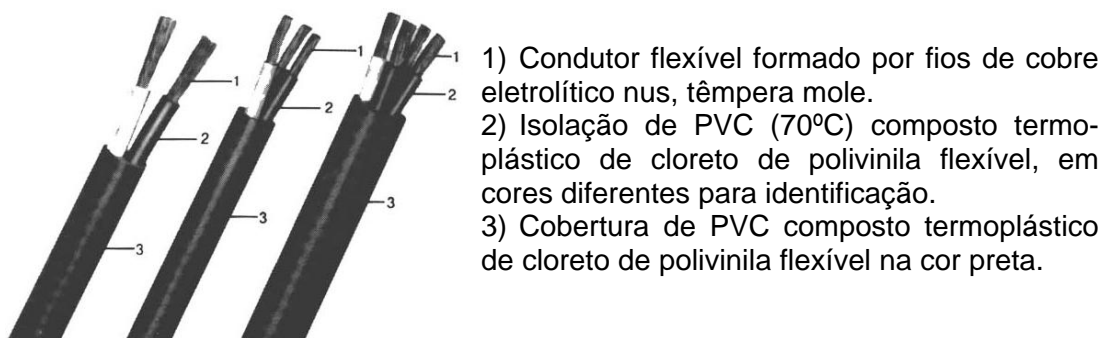 1
2
3
1
2
3
1
2
3
1) Condutor flexível formado por fios de cobre
eletrolítico nus, têmpera mole.
2) Isolação de PVC (70ºC) composto termo-
plástico de cloreto de polivinila flexível, em
cores diferentes para identificação.
3) Cobertura de PVC composto termoplástico
de cloreto de polivinila flexível na cor preta.